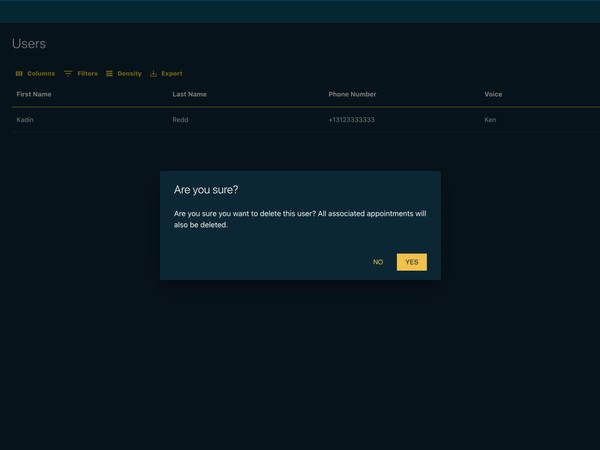 Users
Columns Filters Density Export
First Name Last Name Phone Number Voice
Kadin Redd +13123333333 Ken
Are you sure?
Are you sure you want to delete this user? All associated appointments will
also be deleted.
NO YES